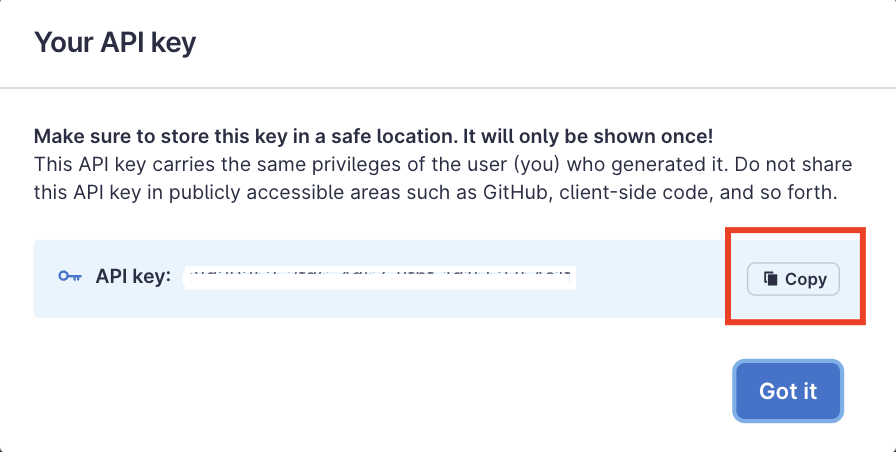 Your API key
Make sure to store this key in a safe location. It will only be shown once!
This API key carries the same privileges of the user (you) who generated it. Do not share
this API key in publicly accessible areas such as GitHub, client-side code, and so forth.
API key:
Copy
Got it